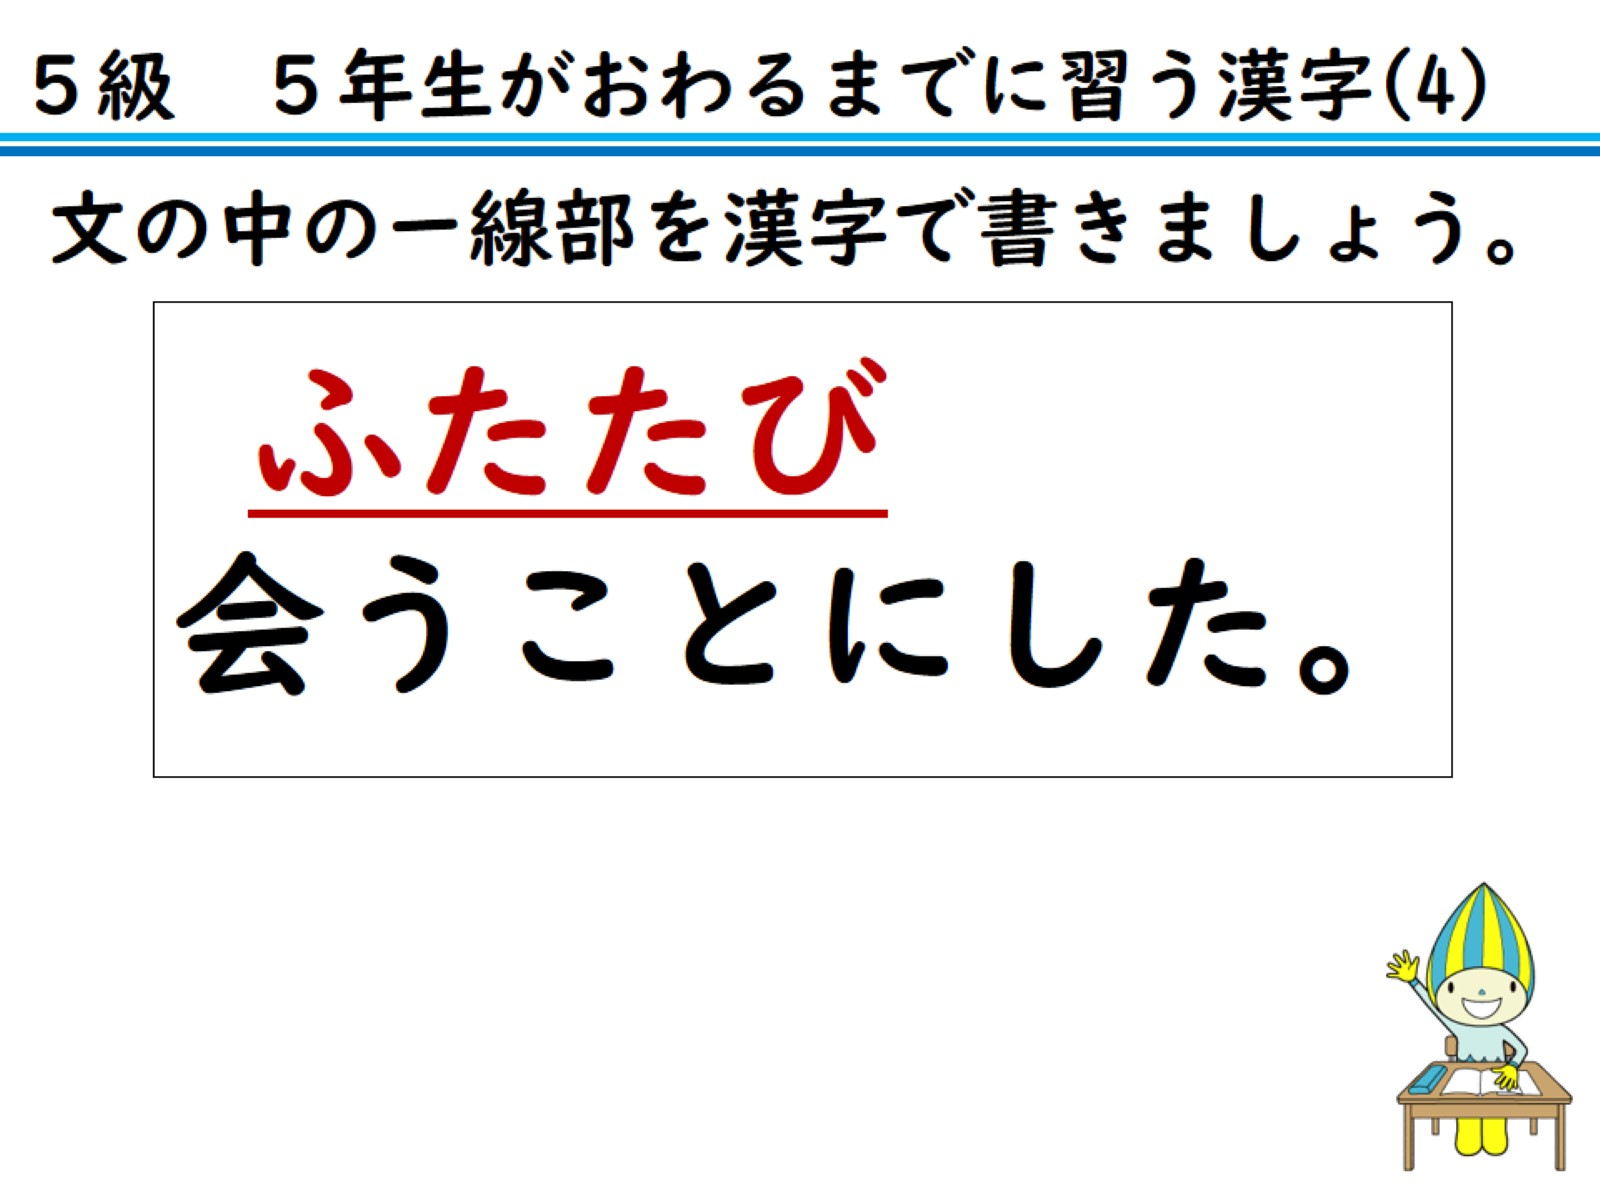 ５級　５年生がおわるまでに習う漢字(4)
文の中の一線部を漢字で書きましょう。
ふたたび
会うことにした。